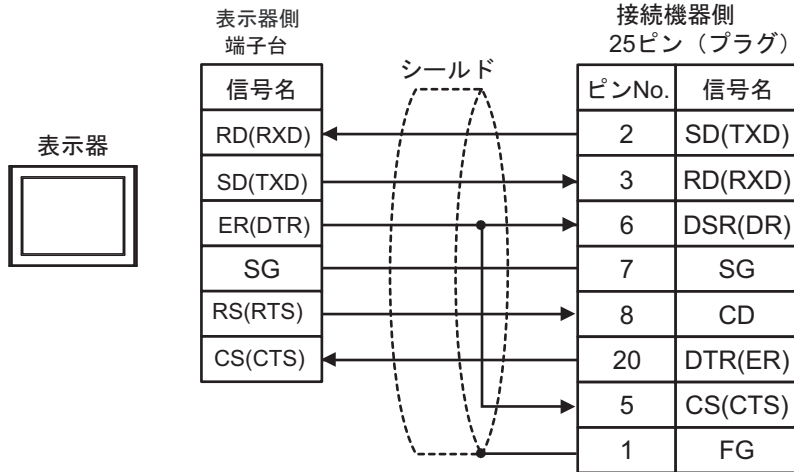 表示器側
端子台
接続機器側
25ピン（プラグ）
シールド
表示器
信号名
RD(RXD)
SD(TXD)
ER(DTR)
SG
RS(RTS)
CS(CTS)
ピンNo. 信号名
2 SD(TXD)
3 RD(RXD)
6 DSR(DR)
7 SG
8 CD
20 DTR(ER)
5 CS(CTS)
1 FG